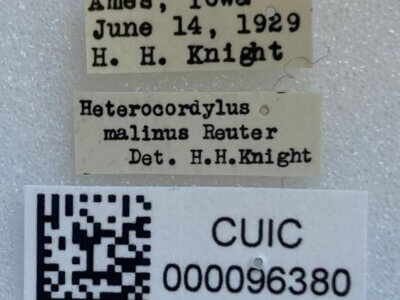 Ames, Iowa
June 14, 1929
H. H. Knight
Heterocordylus
malinus Reuter
Det. H.H.Knight
CUIC
000096380